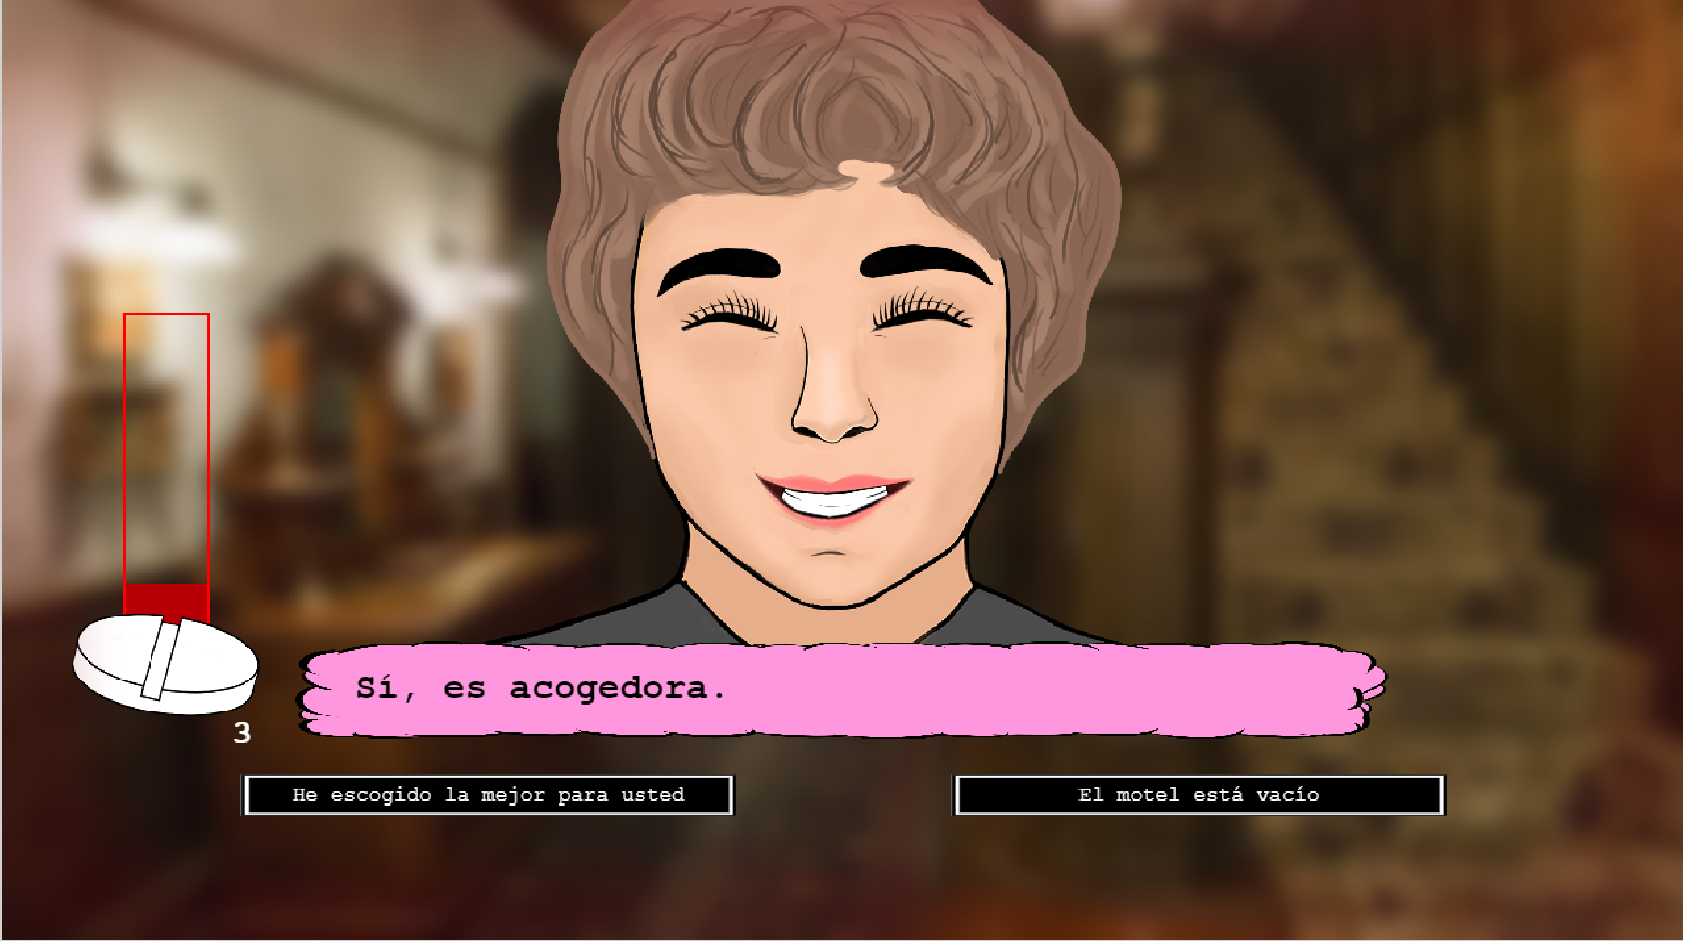 Sí, es acogedora.
3
He escogido la mejor para usted
El motel está vacío